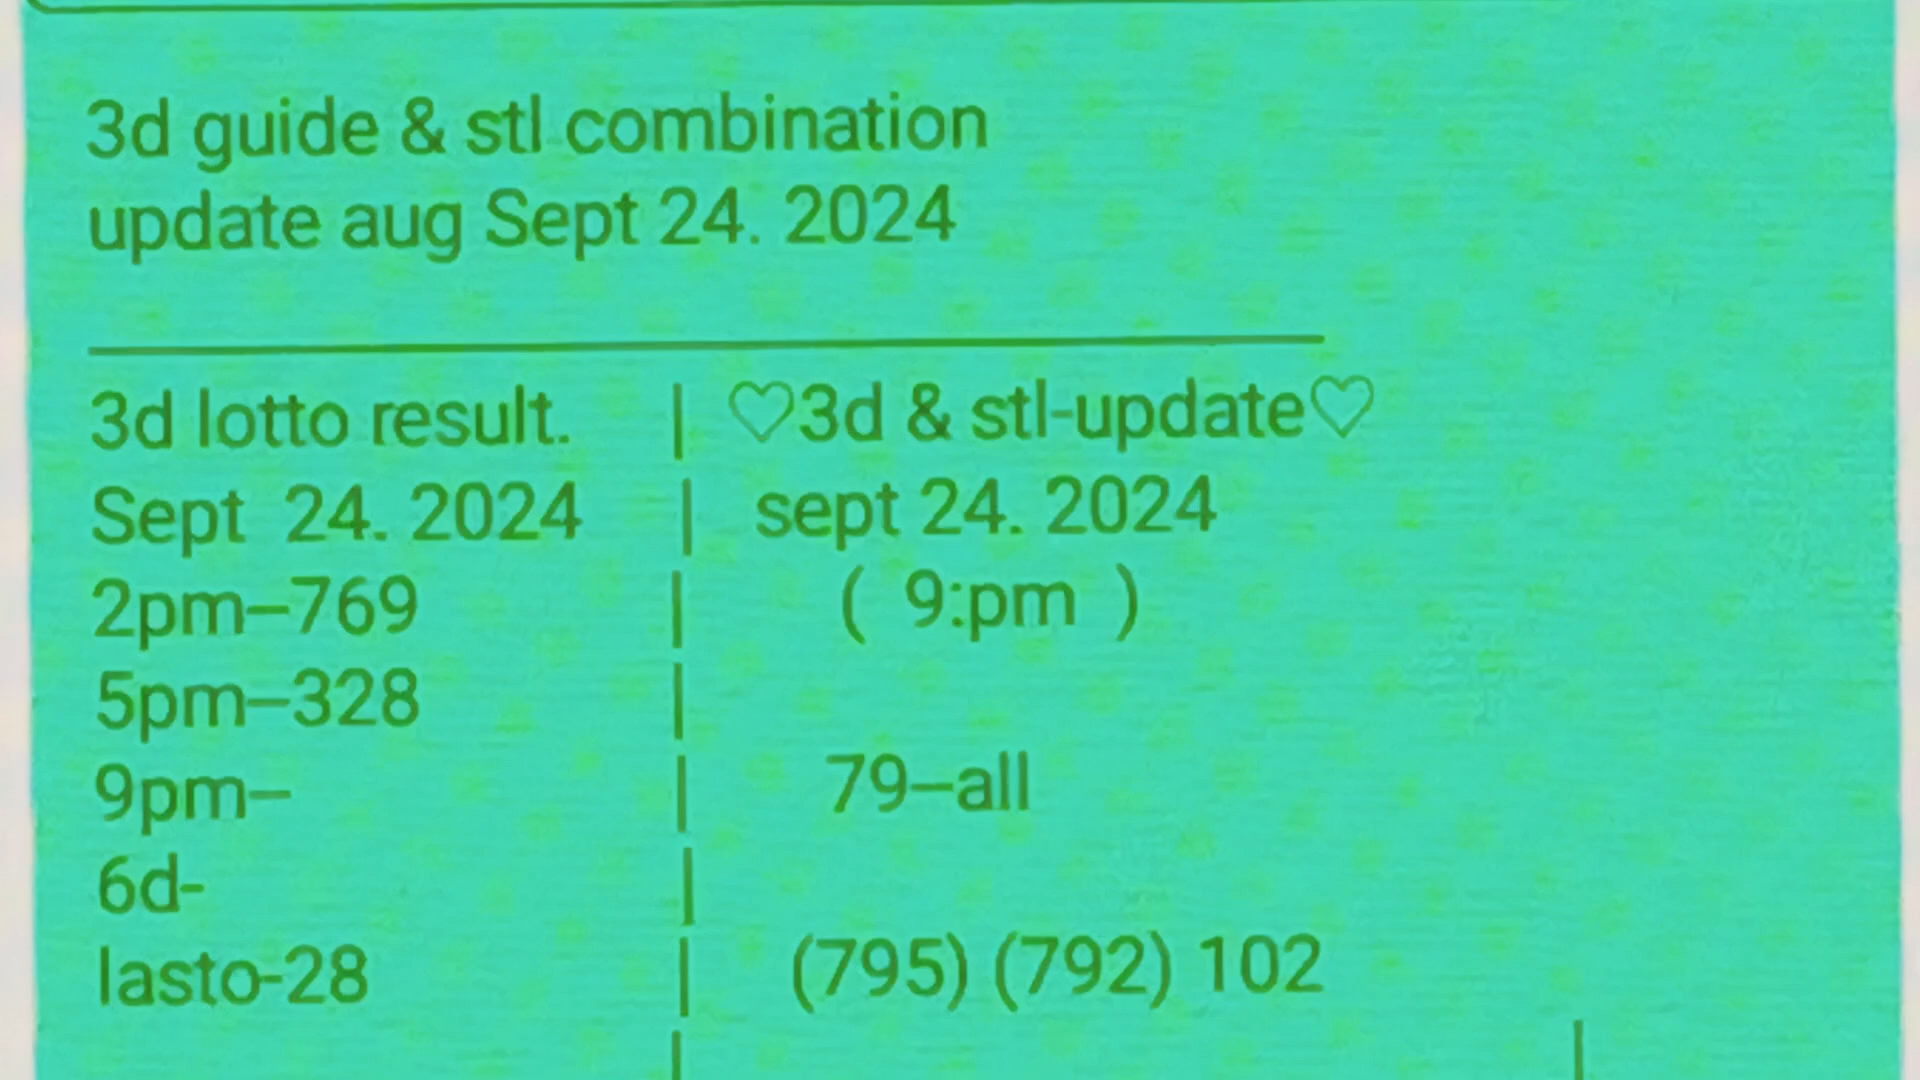 3d guide & stl combination
update aug Sept 24. 2024
3d lotto result. | ♡3d & stl-update♡
Sept 24. 2024 | sept 24. 2024
2pm–769 | ( 9:pm )
5pm–328 |
9pm– | 79–all
6d- |
lasto-28 | (795) (792) 102